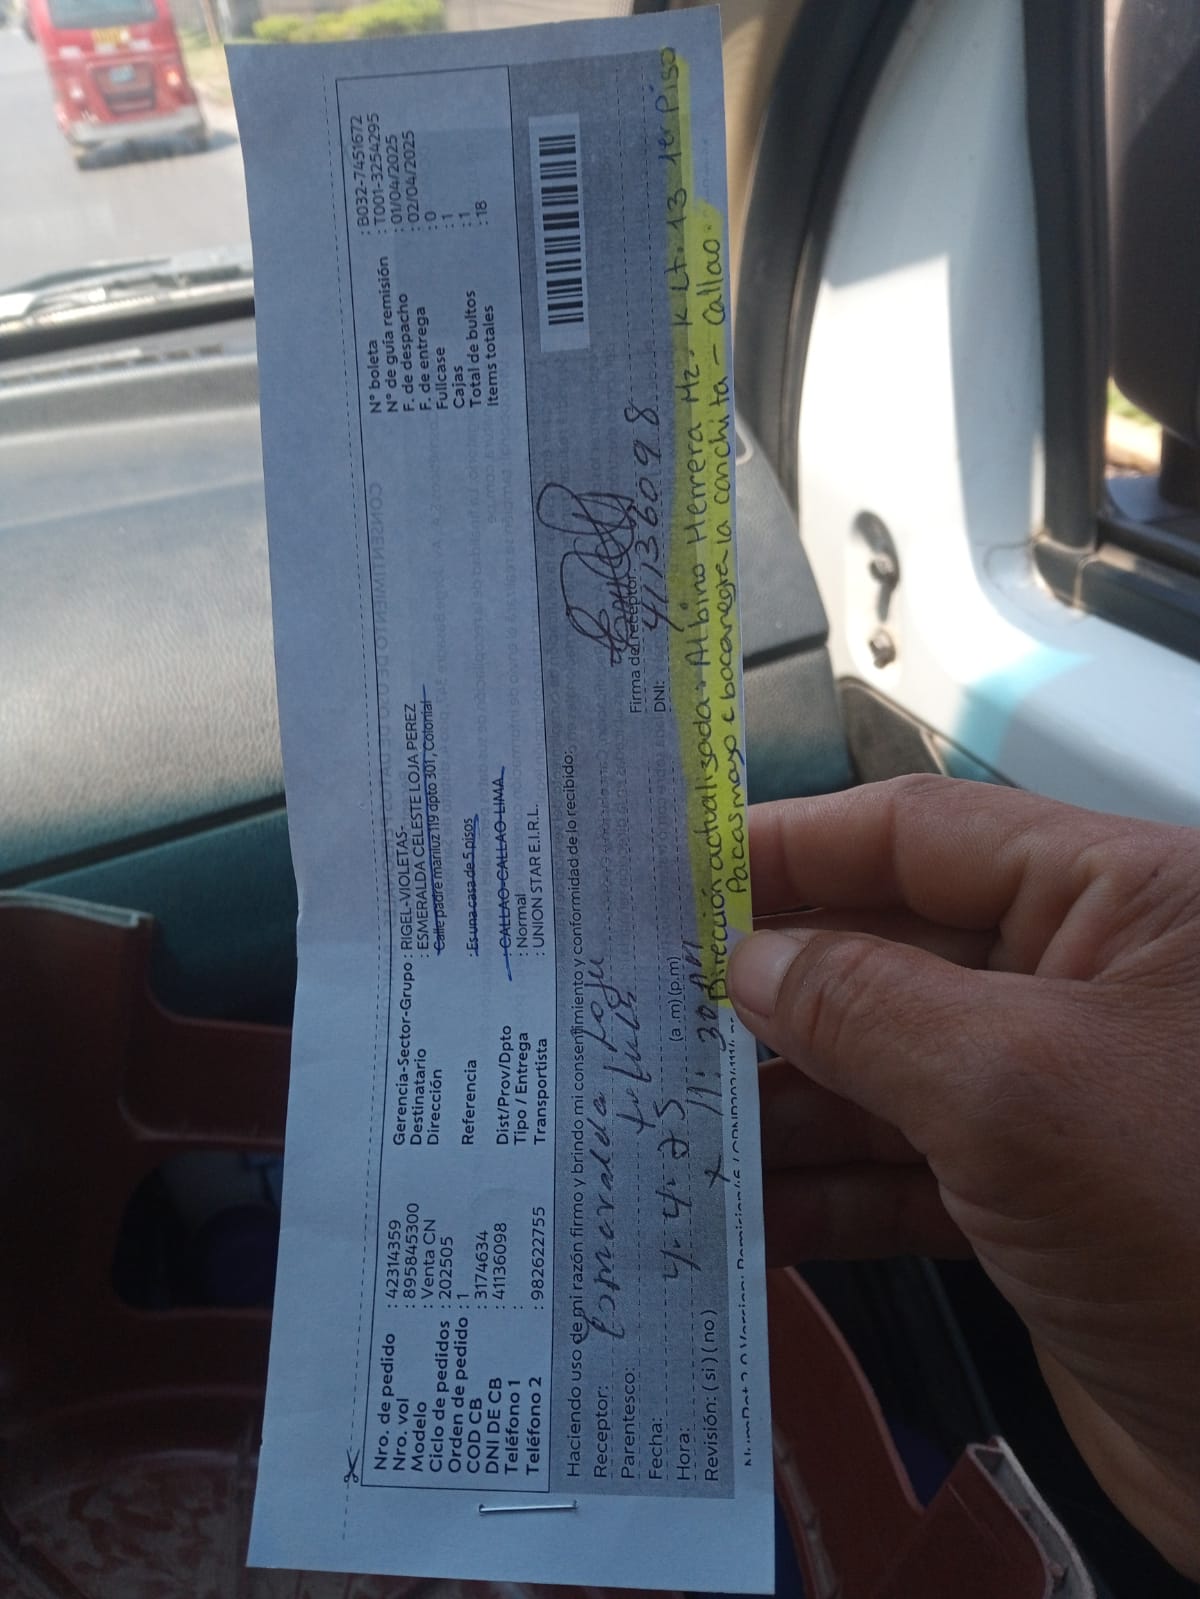 Nro. de pedido : 42314359
Nro. vol : 895845300
Modelo : Venta CN
Ciclo de pedidos : 202505
Orden de pedido : 1
COD CB : 3174634
DNI DE CB : 41136098
Teléfono 1 :
Teléfono 2 : 982622755
Gerencia-Sector-Grupo : RIGEL-VIOLETAS-
Destinatario : ESMERALDA CELESTE LOJA PEREZ
Dirección : Calle padre mariluz 119 dpto 301, Colonial
Referencia : Es una casa de 5 pisos
Dist/Prov/Dpto : CALLAO-CALLAO-LIMA
Tipo / Entrega : Normal
Transportista : UNION STAR E.I.R.L.
N° boleta : B032-7451672
N° de guía remisión : T001-3254295
F. de despacho : 01/04/2025
F. de entrega : 02/04/2025
Fullcase : 0
Cajas : 1
Total de bultos : 1
Items totales : 18
Haciendo uso de mi razón firmo y brindo mi consentimiento y conformidad de lo recibido:
Receptor: Esmeralda Loja
Parentesco: titular
Fecha: 4. 4. 25
Hora: 11:30 AM (a .m) (p.m)
Revisión: ( si ) ( no )
Firma de receptor:
DNI: 41136098
Dirección actualizada: Albino Herrera Mz. K Lt. 13 1er Piso
Pacasmayo c bocanegra la conchita - Callao.